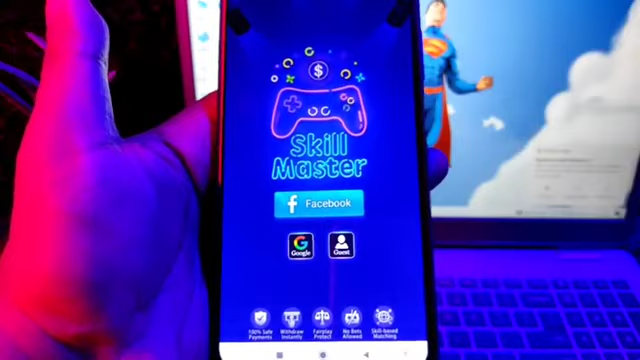 $
Skill
Master
f Facebook
G
Google
Guest
100% Safe
Payments
Withdraw
Instantly
Fairplay
Protect
No Bots
Allowed
Skill-based
Matching